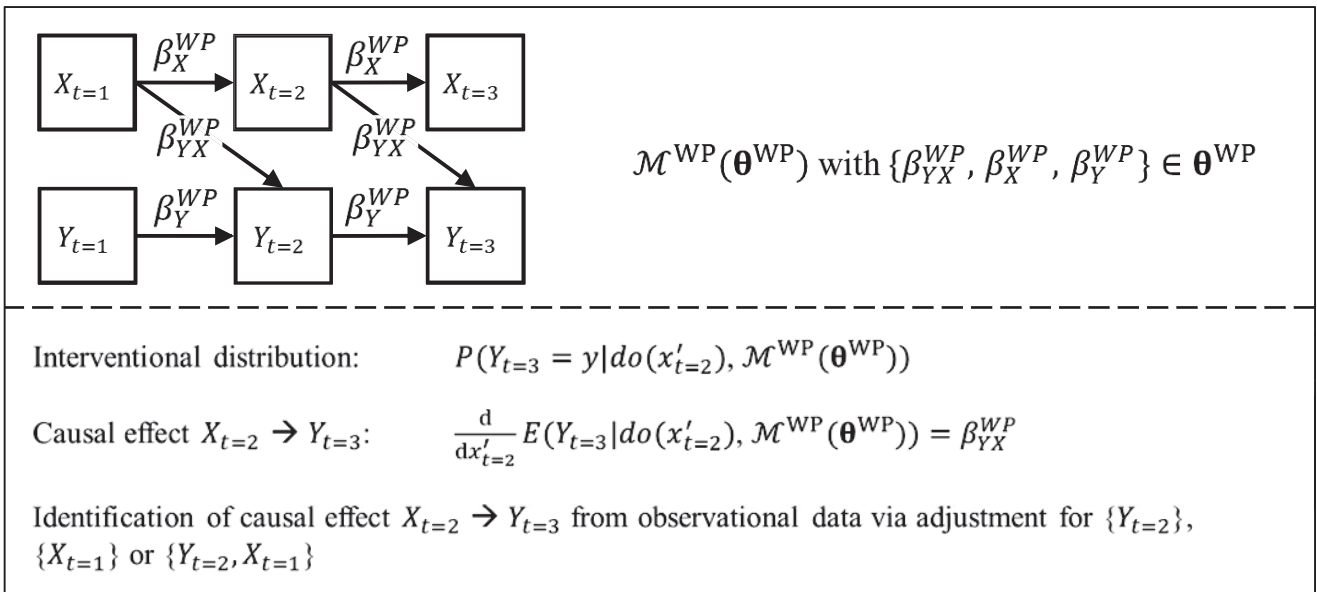 β_X^{WP} β_X^{WP}
X_{t=1} X_{t=2} X_{t=3}
β_{YX}^{WP} β_{YX}^{WP}
ℳ^{WP}(θ^{WP}) with {β_{YX}^{WP}, β_X^{WP}, β_Y^{WP}} ∈ θ^{WP}
β_Y^{WP} β_Y^{WP}
Y_{t=1} Y_{t=2} Y_{t=3}
Interventional distribution: P(Y_{t=3} = y|do(x'_{t=2}), ℳ^{WP}(θ^{WP}))
Causal effect X_{t=2} → Y_{t=3}: d/dx'_{t=2} E(Y_{t=3}|do(x'_{t=2}), ℳ^{WP}(θ^{WP})) = β_{YX}^{WP}
Identification of causal effect X_{t=2} → Y_{t=3} from observational data via adjustment for {Y_{t=2}},
{X_{t=1}} or {Y_{t=2}, X_{t=1}}